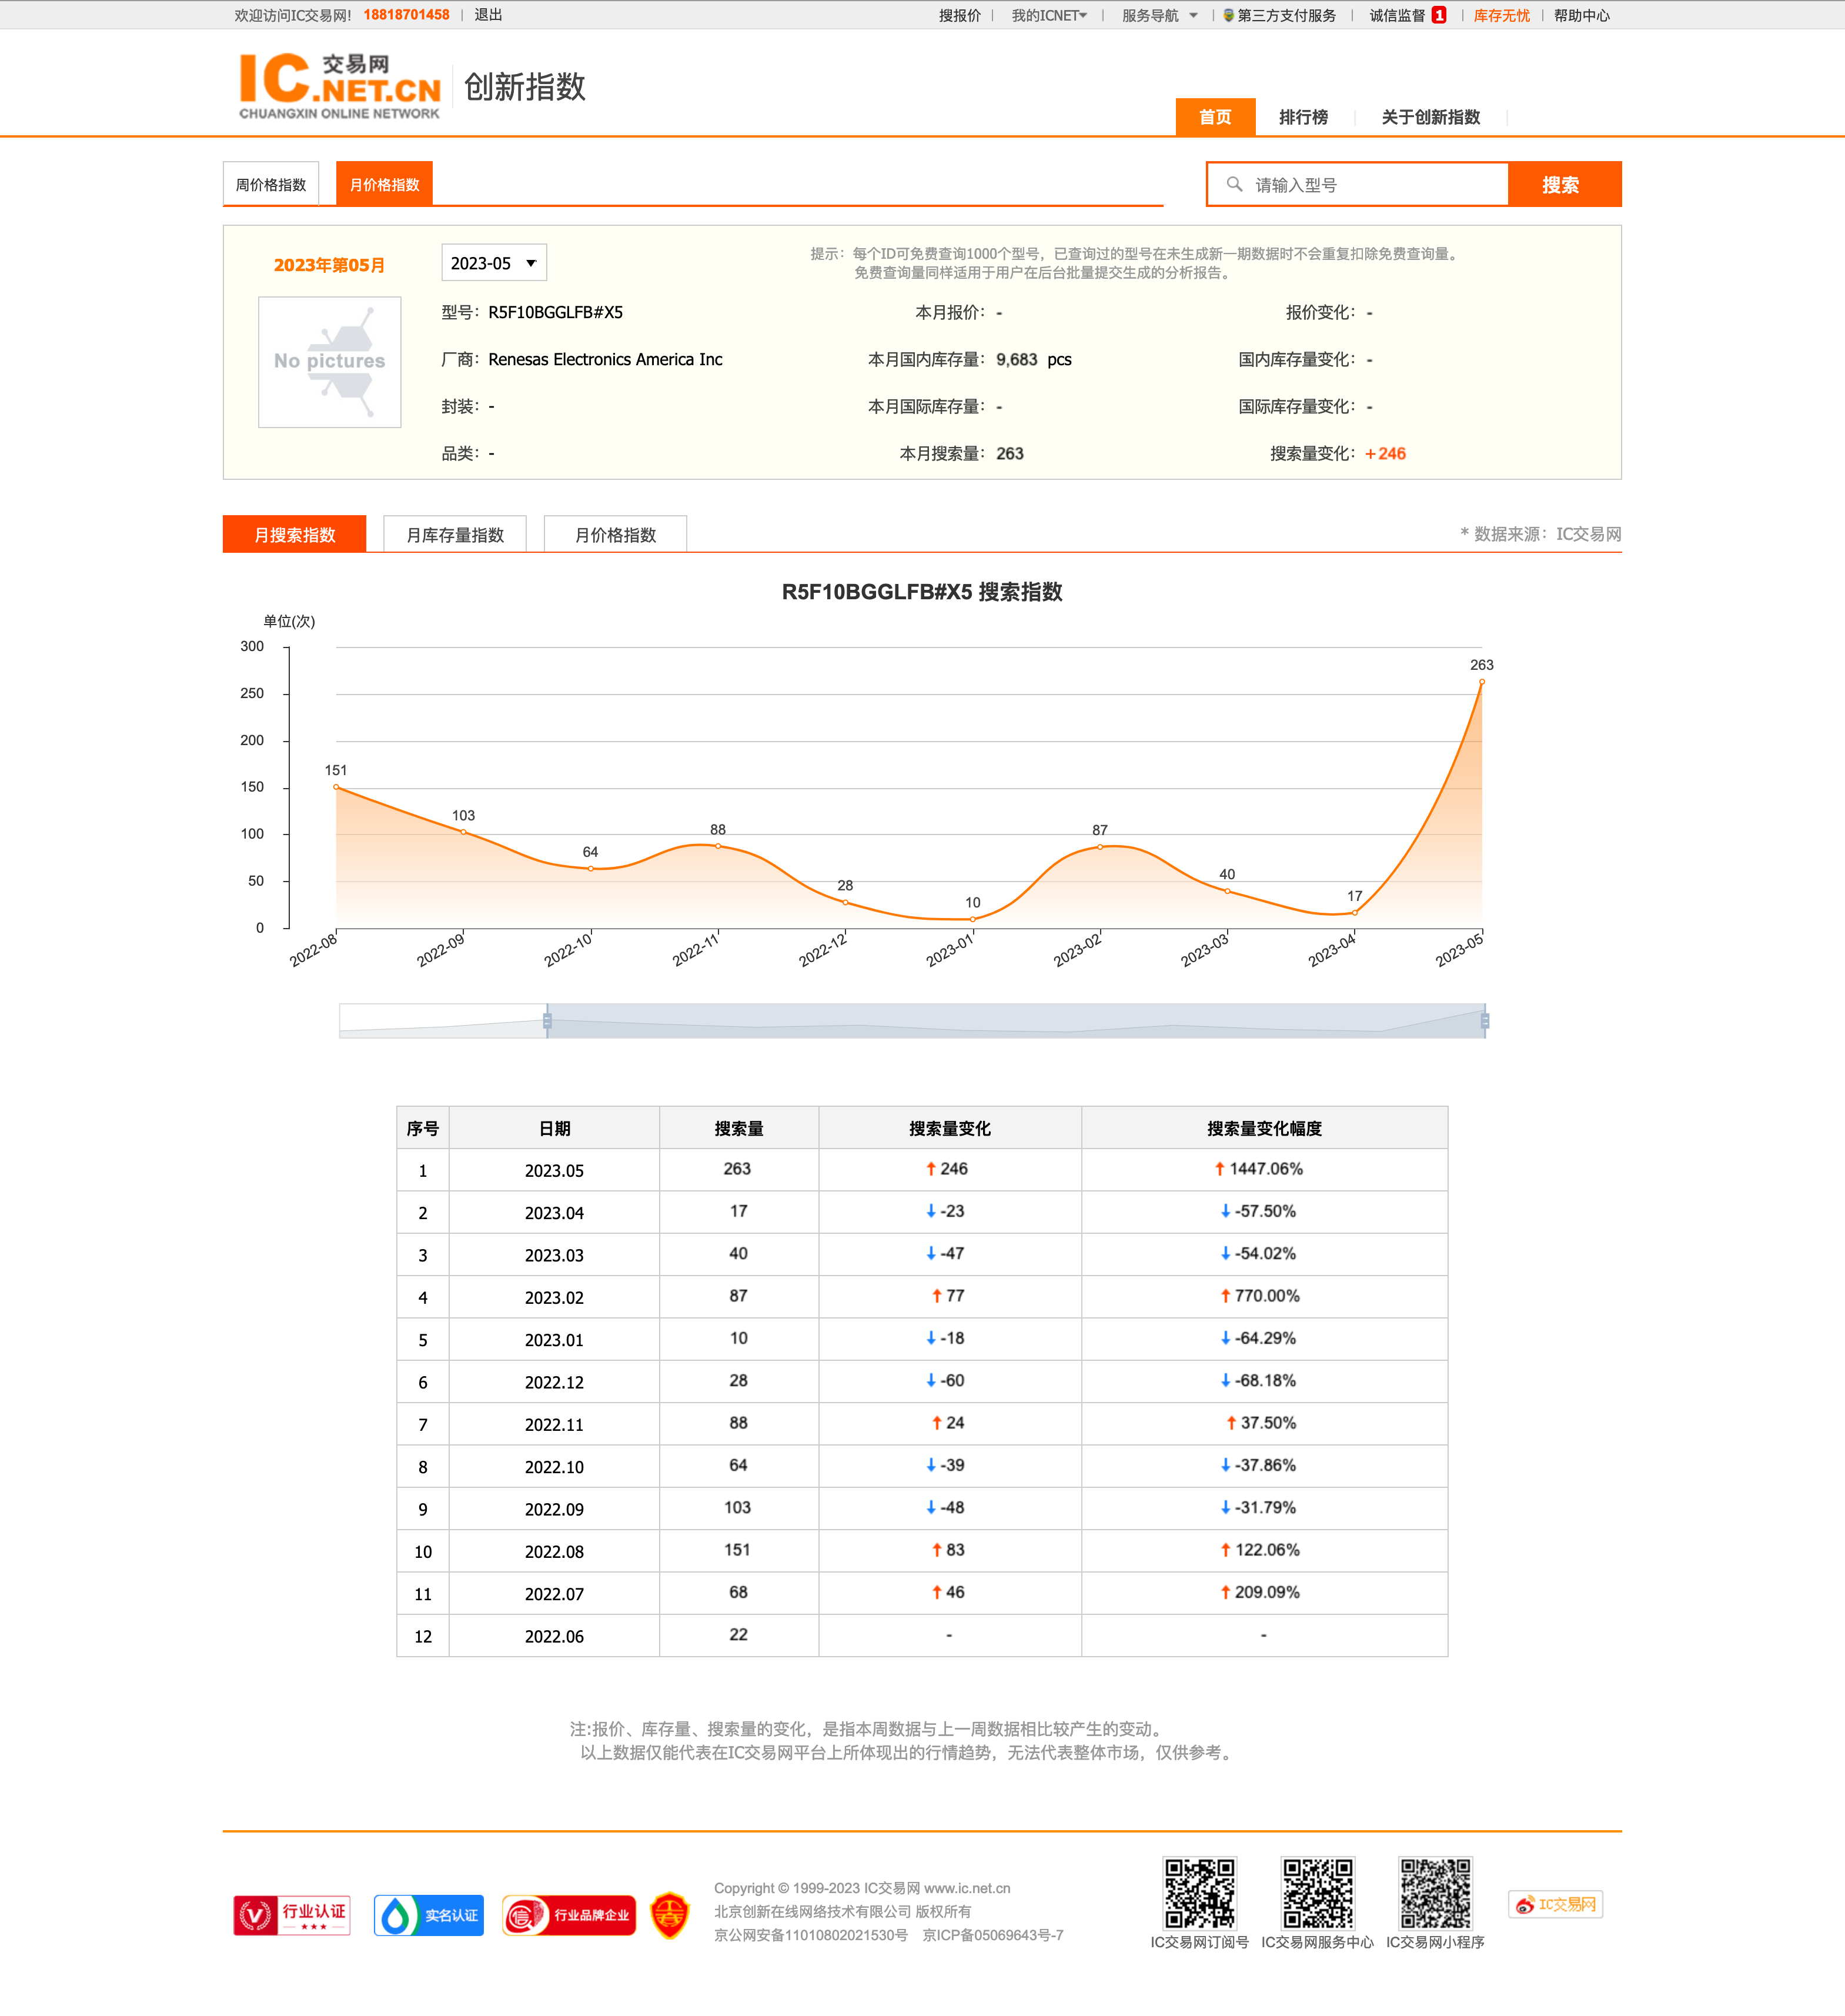 欢迎访问IC交易网! 18818701458 | 退出
搜报价 | 我的ICNET | 服务导航 | 第三方支付服务 | 诚信监督 1 | 库存无忧 | 帮助中心
IC交易网.NET.CN
CHUANGXIN ONLINE NETWORK
创新指数
首页 排行榜 关于创新指数
周价格指数 月价格指数
请输入型号 搜索
2023年第05月 2023-05
提示：每个ID可免费查询1000个型号，已查询过的型号在未生成新一期数据时不会重复扣除免费查询量。
免费查询量同样适用于用户在后台批量提交生成的分析报告。
No pictures
型号：R5F10BGGLFB#X5 本月报价：- 报价变化：-
厂商：Renesas Electronics America Inc 本月国内库存量：9,683 pcs 国内库存量变化：-
封装：- 本月国际库存量：- 国际库存量变化：-
品类：- 本月搜索量：263 搜索量变化：+246
月搜索指数 月库存量指数 月价格指数 * 数据来源：IC交易网
R5F10BGGLFB#X5 搜索指数
单位(次)
300
250
200
150
100
50
0
151 103 64 88 28 10 87 40 17 263
2022-08 2022-09 2022-10 2022-11 2022-12 2023-01 2023-02 2023-03 2023-04 2023-05
序号 日期 搜索量 搜索量变化 搜索量变化幅度
1 2023.05 263 ↑ 246 ↑ 1447.06%
2 2023.04 17 ↓ -23 ↓ -57.50%
3 2023.03 40 ↓ -47 ↓ -54.02%
4 2023.02 87 ↑ 77 ↑ 770.00%
5 2023.01 10 ↓ -18 ↓ -64.29%
6 2022.12 28 ↓ -60 ↓ -68.18%
7 2022.11 88 ↑ 24 ↑ 37.50%
8 2022.10 64 ↓ -39 ↓ -37.86%
9 2022.09 103 ↓ -48 ↓ -31.79%
10 2022.08 151 ↑ 83 ↑ 122.06%
11 2022.07 68 ↑ 46 ↑ 209.09%
12 2022.06 22 - -
注:报价、库存量、搜索量的变化，是指本周数据与上一周数据相比较产生的变动。
以上数据仅能代表在IC交易网平台上所体现出的行情趋势，无法代表整体市场，仅供参考。
行业认证 实名认证 信 行业品牌企业
Copyright © 1999-2023 IC交易网 www.ic.net.cn
北京创新在线网络技术有限公司 版权所有
京公网安备11010802021530号 京ICP备05069643号-7
IC交易网订阅号 IC交易网服务中心 IC交易网小程序
IC交易网